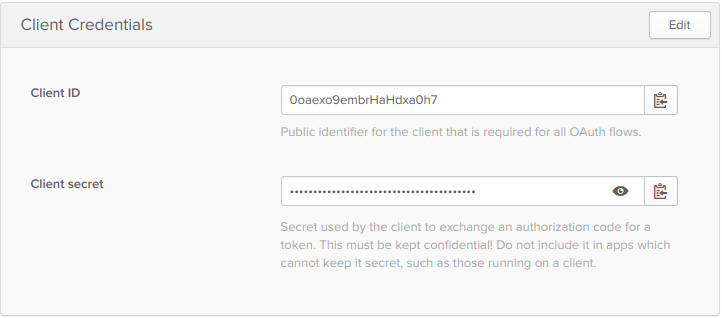 Client Credentials
Edit
Client ID
0oaexo9embrHaHdxa0h7
Public identifier for the client that is required for all OAuth flows.
Client secret
••••••••••••••••••••••••••••••••••••••••
Secret used by the client to exchange an authorization code for a
token. This must be kept confidential! Do not include it in apps which
cannot keep it secret, such as those running on a client.